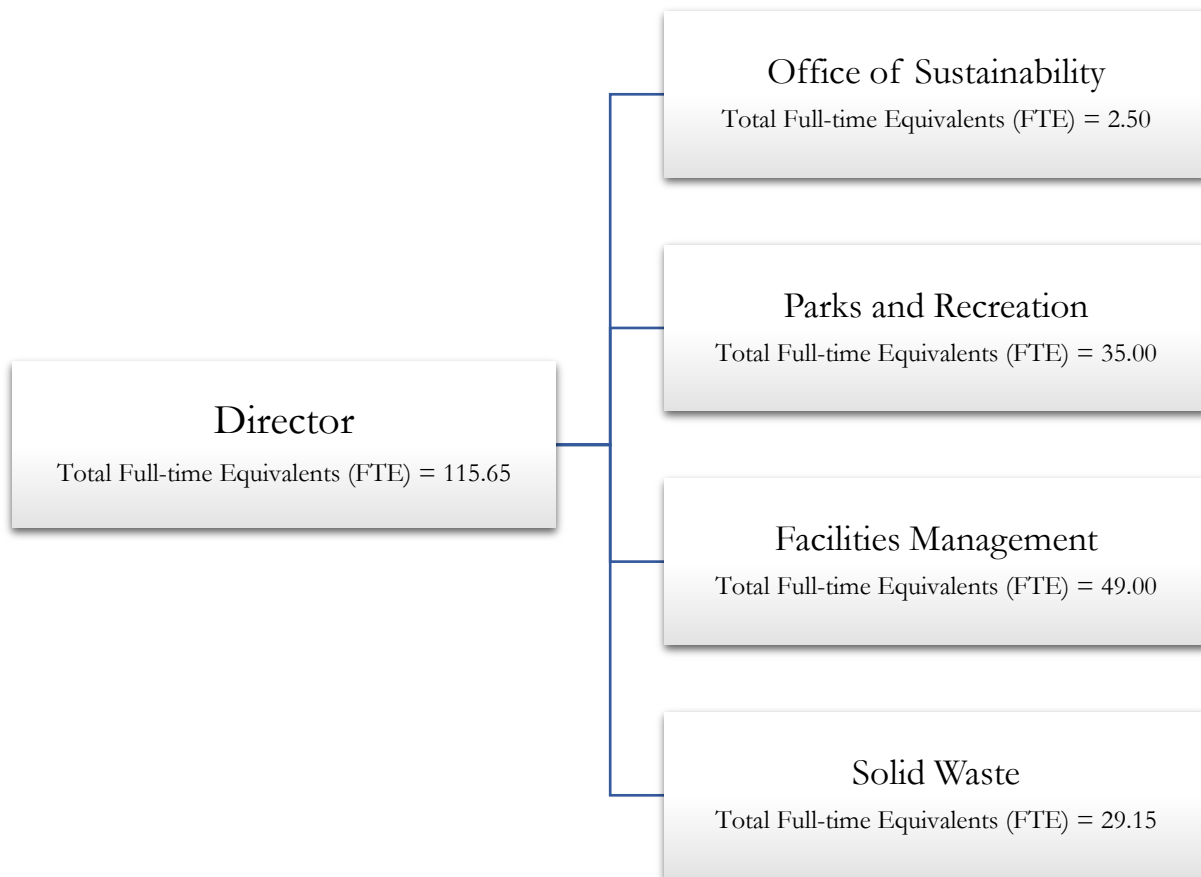 Office of Sustainability
Total Full-time Equivalents (FTE) = 2.50
Parks and Recreation
Total Full-time Equivalents (FTE) = 35.00
Director
Total Full-time Equivalents (FTE) = 115.65
Facilities Management
Total Full-time Equivalents (FTE) = 49.00
Solid Waste
Total Full-time Equivalents (FTE) = 29.15